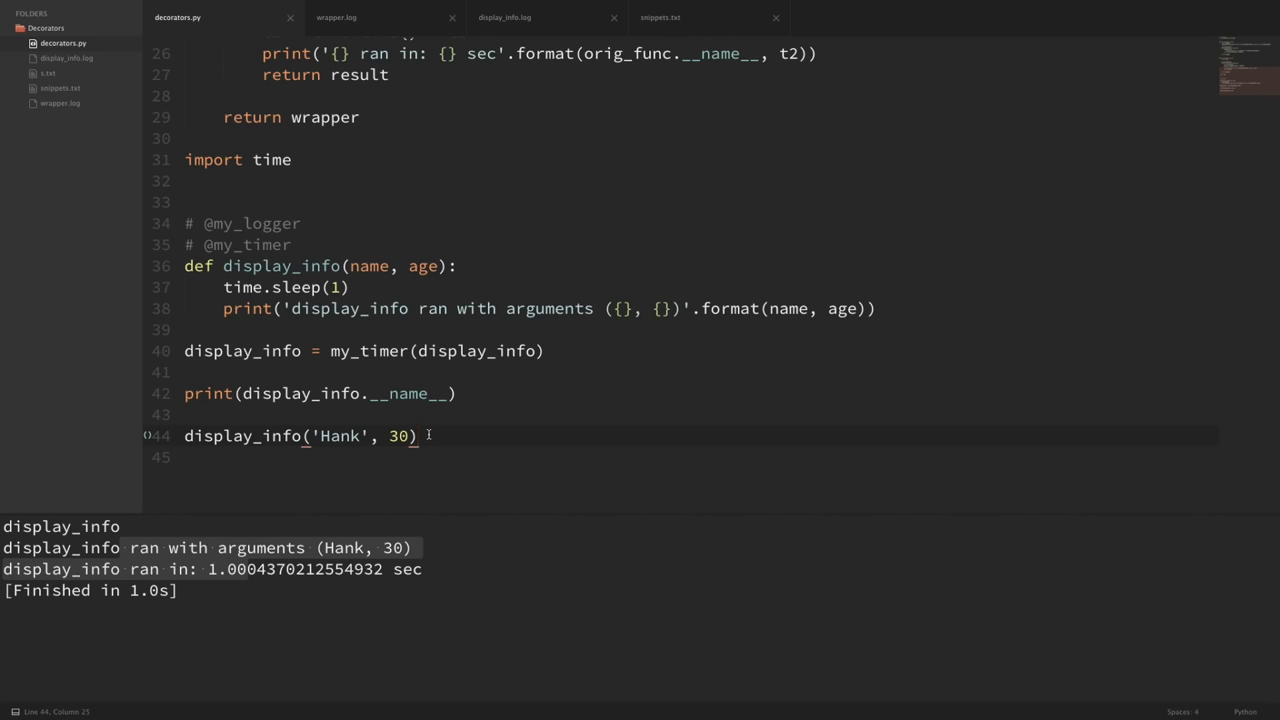 FOLDERS
Decorators
decorators.py
display_info.log
s.txt
snippets.txt
wrapper.log
decorators.py
wrapper.log
display_info.log
snippets.txt
26 print('{} ran in: {} sec'.format(orig_func.__name__, t2))
27 return result
28
29 return wrapper
30
31 import time
32
33
34 # @my_logger
35 # @my_timer
36 def display_info(name, age):
37 time.sleep(1)
38 print('display_info ran with arguments ({}, {})'.format(name, age))
39
40 display_info = my_timer(display_info)
41
42 print(display_info.__name__)
43
44 display_info('Hank', 30)
45
display_info
display_info ran with arguments (Hank, 30)
display_info ran in: 1.0004370212554932 sec
[Finished in 1.0s]
Line 44, Column 25
Spaces: 4
Python